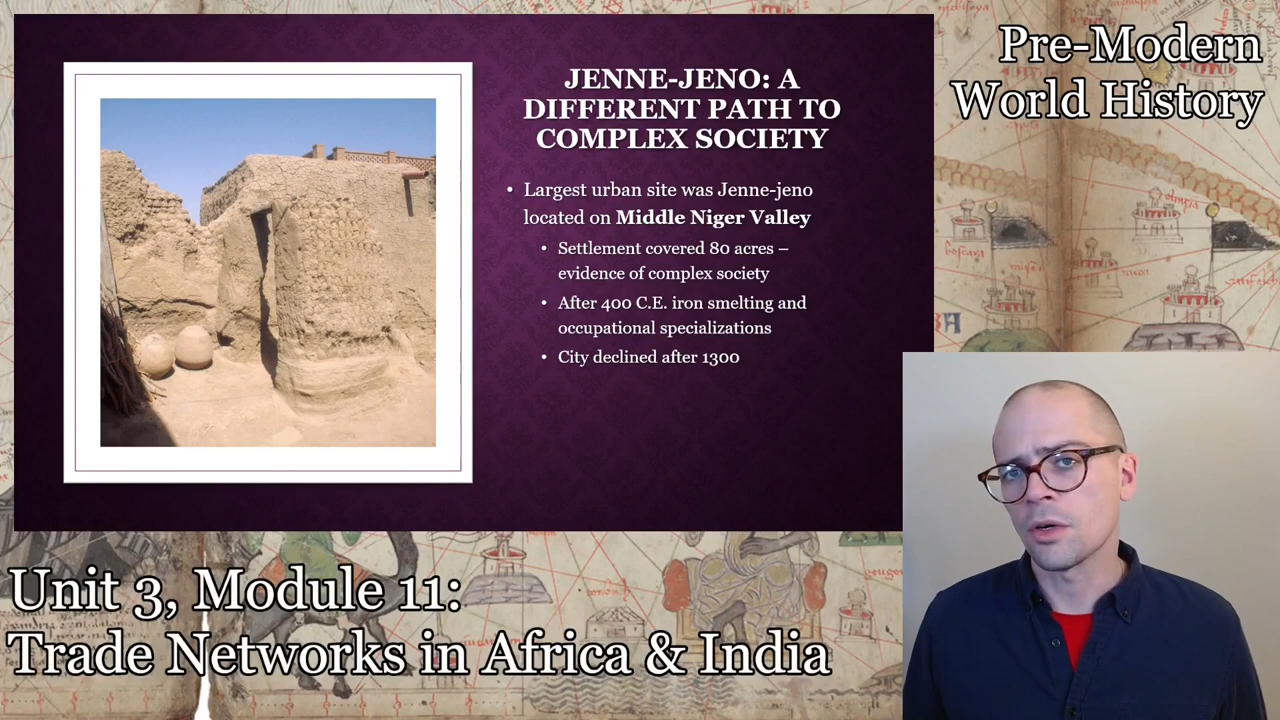 Pre-Modern
World History
JENNE-JENO: A
DIFFERENT PATH TO
COMPLEX SOCIETY
• Largest urban site was Jenne-jeno
located on Middle Niger Valley
• Settlement covered 80 acres –
evidence of complex society
• After 400 C.E. iron smelting and
occupational specializations
• City declined after 1300
Unit 3, Module 11:
Trade Networks in Africa & India